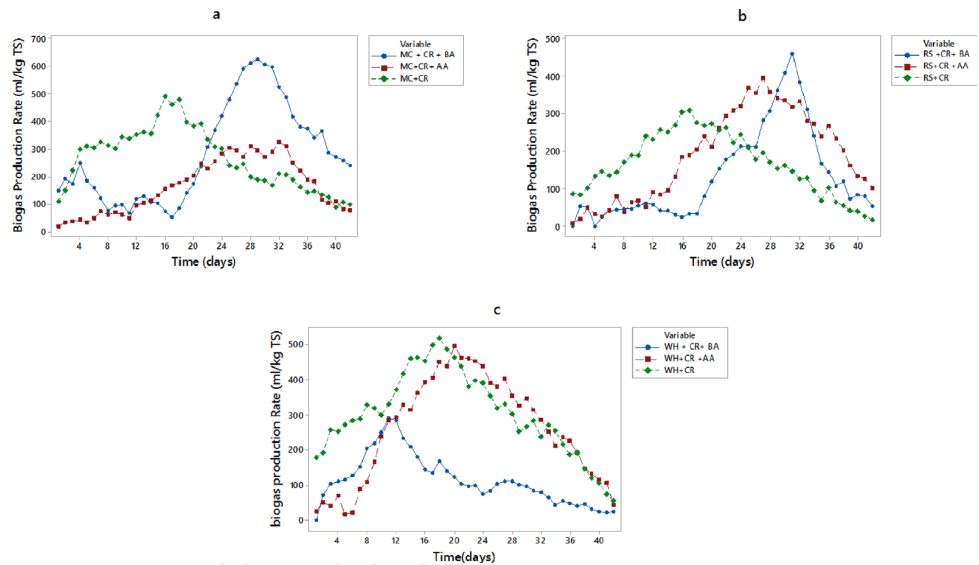 a
Biogas Production Rate (ml/kg TS)
700
600
500
400
300
200
100
0
0 4 8 12 16 20 24 28 32 36 40
Time (days)
Variable
MC + CR + BA
MC+CR + AA
MC+CR
b
Biogas Production Rate (ml/kg TS)
500
400
300
200
100
0
0 4 8 12 16 20 24 28 32 36 40
Time (days)
Variable
RS +CR+ BA
RS+CR + AA
RS+CR
c
biogas production Rate (ml/kg TS)
500
400
300
200
100
0
0 4 8 12 16 20 24 28 32 36 40
Time(days)
Variable
WH + CR+ BA
WH+CR +AA
WH+CR